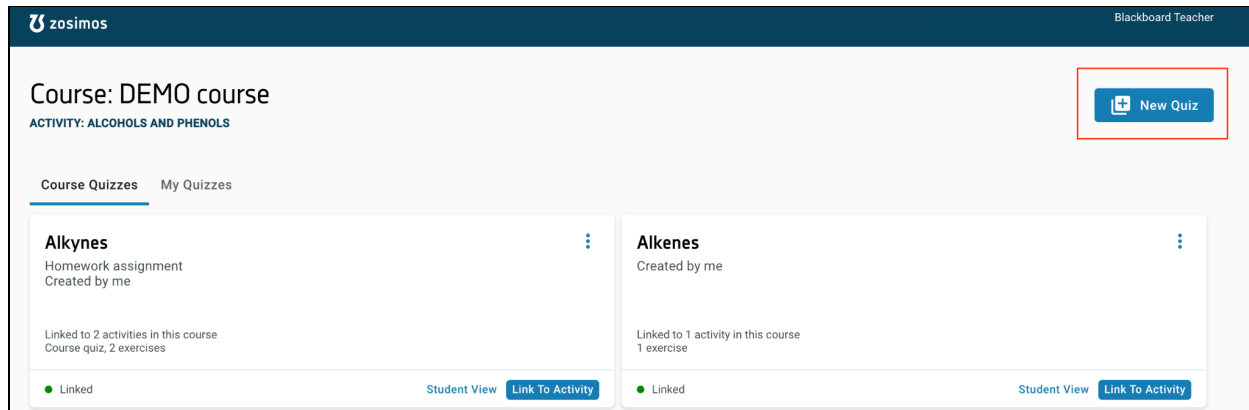 zosimos
Blackboard Teacher
Course: DEMO course
New Quiz
ACTIVITY: ALCOHOLS AND PHENOLS
Course Quizzes My Quizzes
Alkynes
Homework assignment
Created by me
Linked to 2 activities in this course
Course quiz, 2 exercises
Linked Student View Link To Activity
Alkenes
Created by me
Linked to 1 activity in this course
1 exercise
Linked Student View Link To Activity